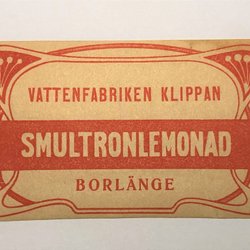 VATTENFABRIKEN KLIPPAN
SMULTRONLEMONAD
BORLÄNGE